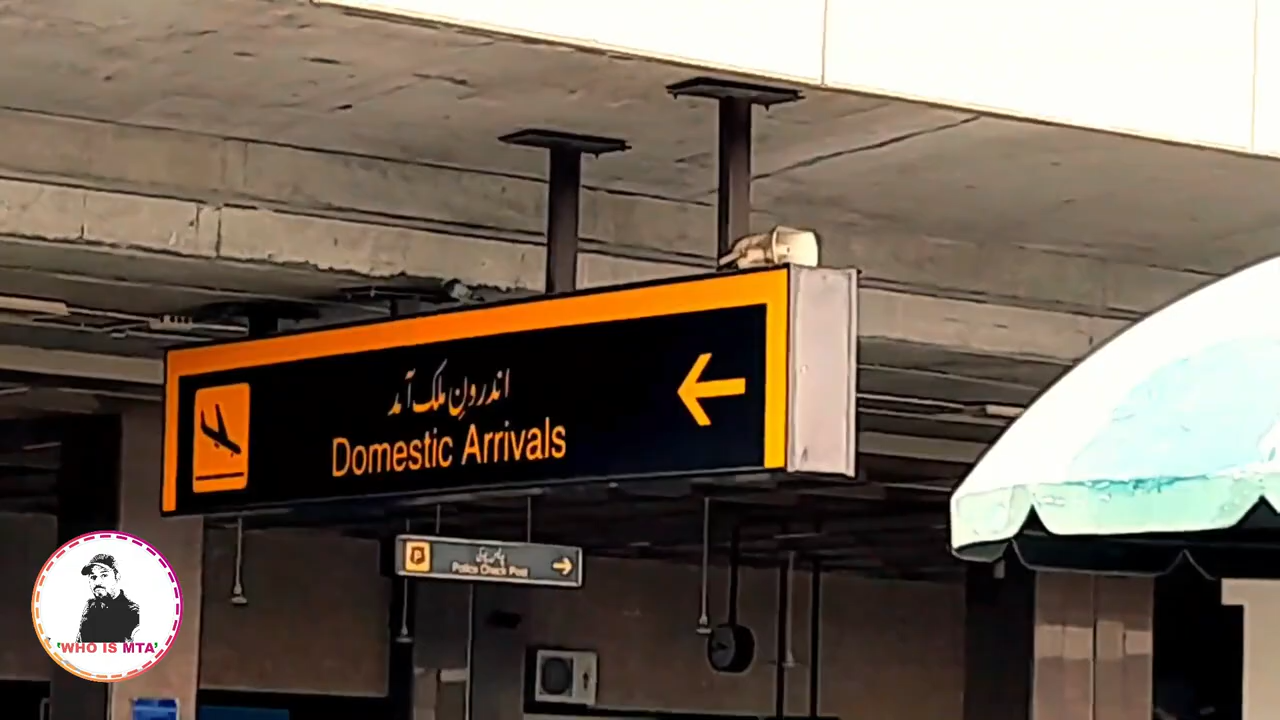 اندرونِ ملک آمد
Domestic Arrivals
Police Check Post
'WHO IS MTA'